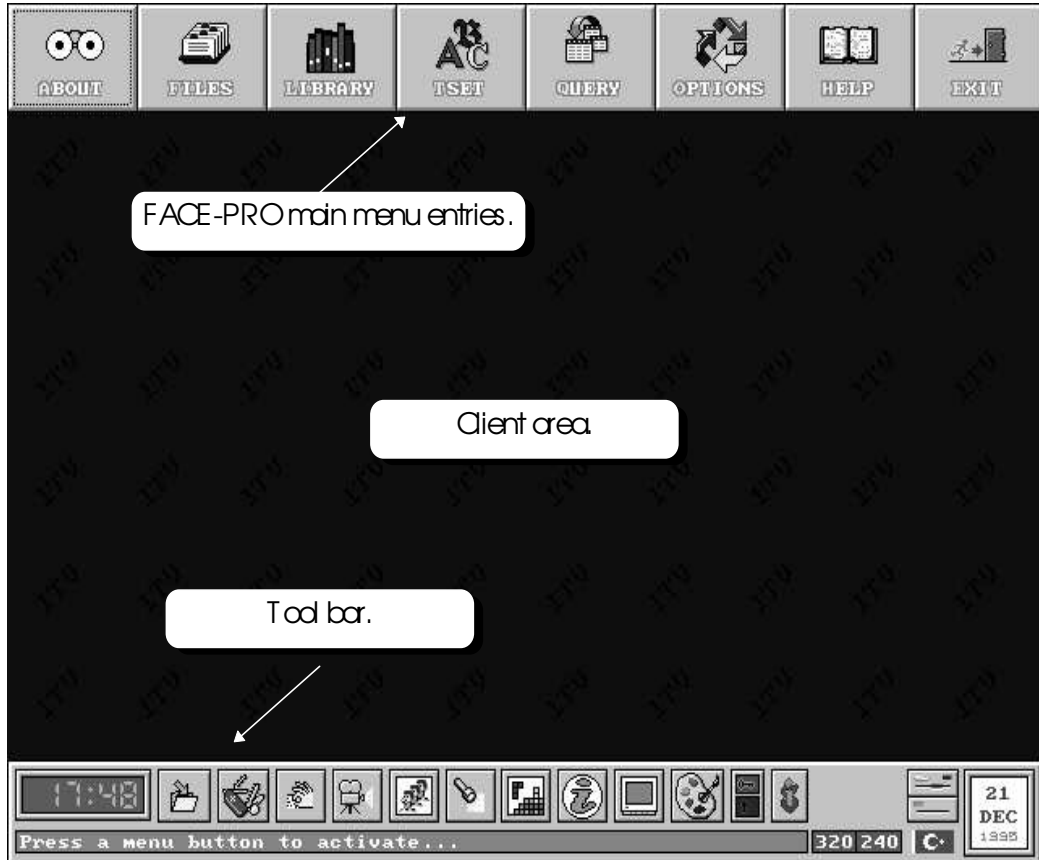 ABOUT FILES LIBRARY TSET QUERY OPTIONS HELP EXIT
FACE-PRO main menu entries.
Client area.
Tool bar.
17:48
21
DEC
1995
Press a menu button to activate...
320 240
ITU